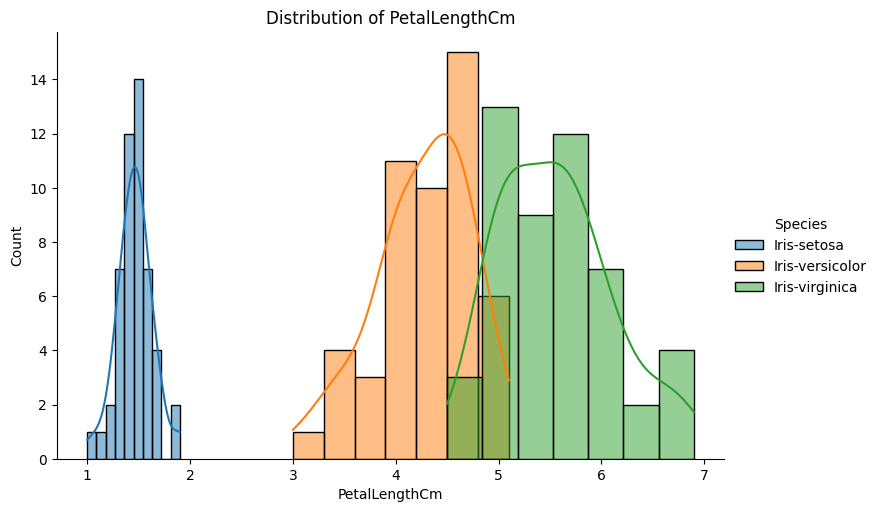 Distribution of PetalLengthCm
14
12
10
8
6
4
2
0
Count
1 2 3 4 5 6 7
PetalLengthCm
Species
Iris-setosa
Iris-versicolor
Iris-virginica